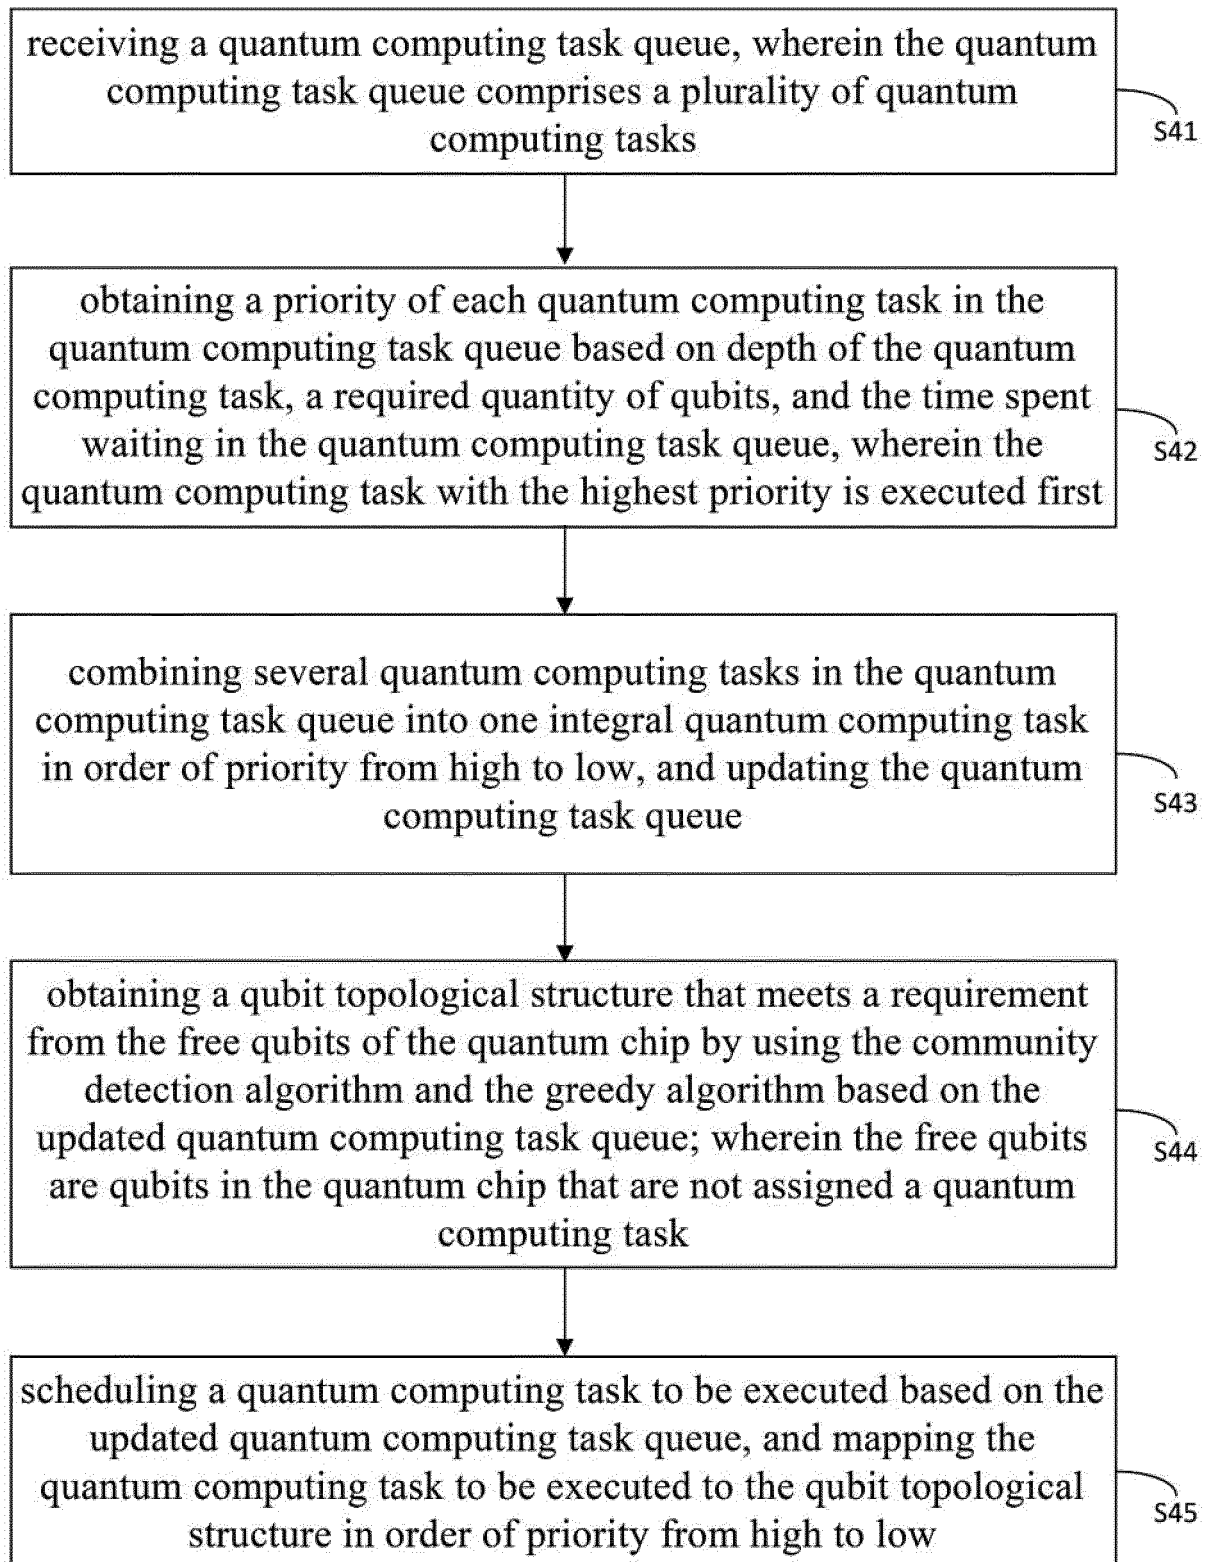 receiving a quantum computing task queue, wherein the quantum
computing task queue comprises a plurality of quantum
computing tasks
S41
obtaining a priority of each quantum computing task in the
quantum computing task queue based on depth of the quantum
computing task, a required quantity of qubits, and the time spent
waiting in the quantum computing task queue, wherein the
quantum computing task with the highest priority is executed first
S42
combining several quantum computing tasks in the quantum
computing task queue into one integral quantum computing task
in order of priority from high to low, and updating the quantum
computing task queue
S43
obtaining a qubit topological structure that meets a requirement
from the free qubits of the quantum chip by using the community
detection algorithm and the greedy algorithm based on the
updated quantum computing task queue; wherein the free qubits
are qubits in the quantum chip that are not assigned a quantum
computing task
S44
scheduling a quantum computing task to be executed based on the
updated quantum computing task queue, and mapping the
quantum computing task to be executed to the qubit topological
structure in order of priority from high to low
S45